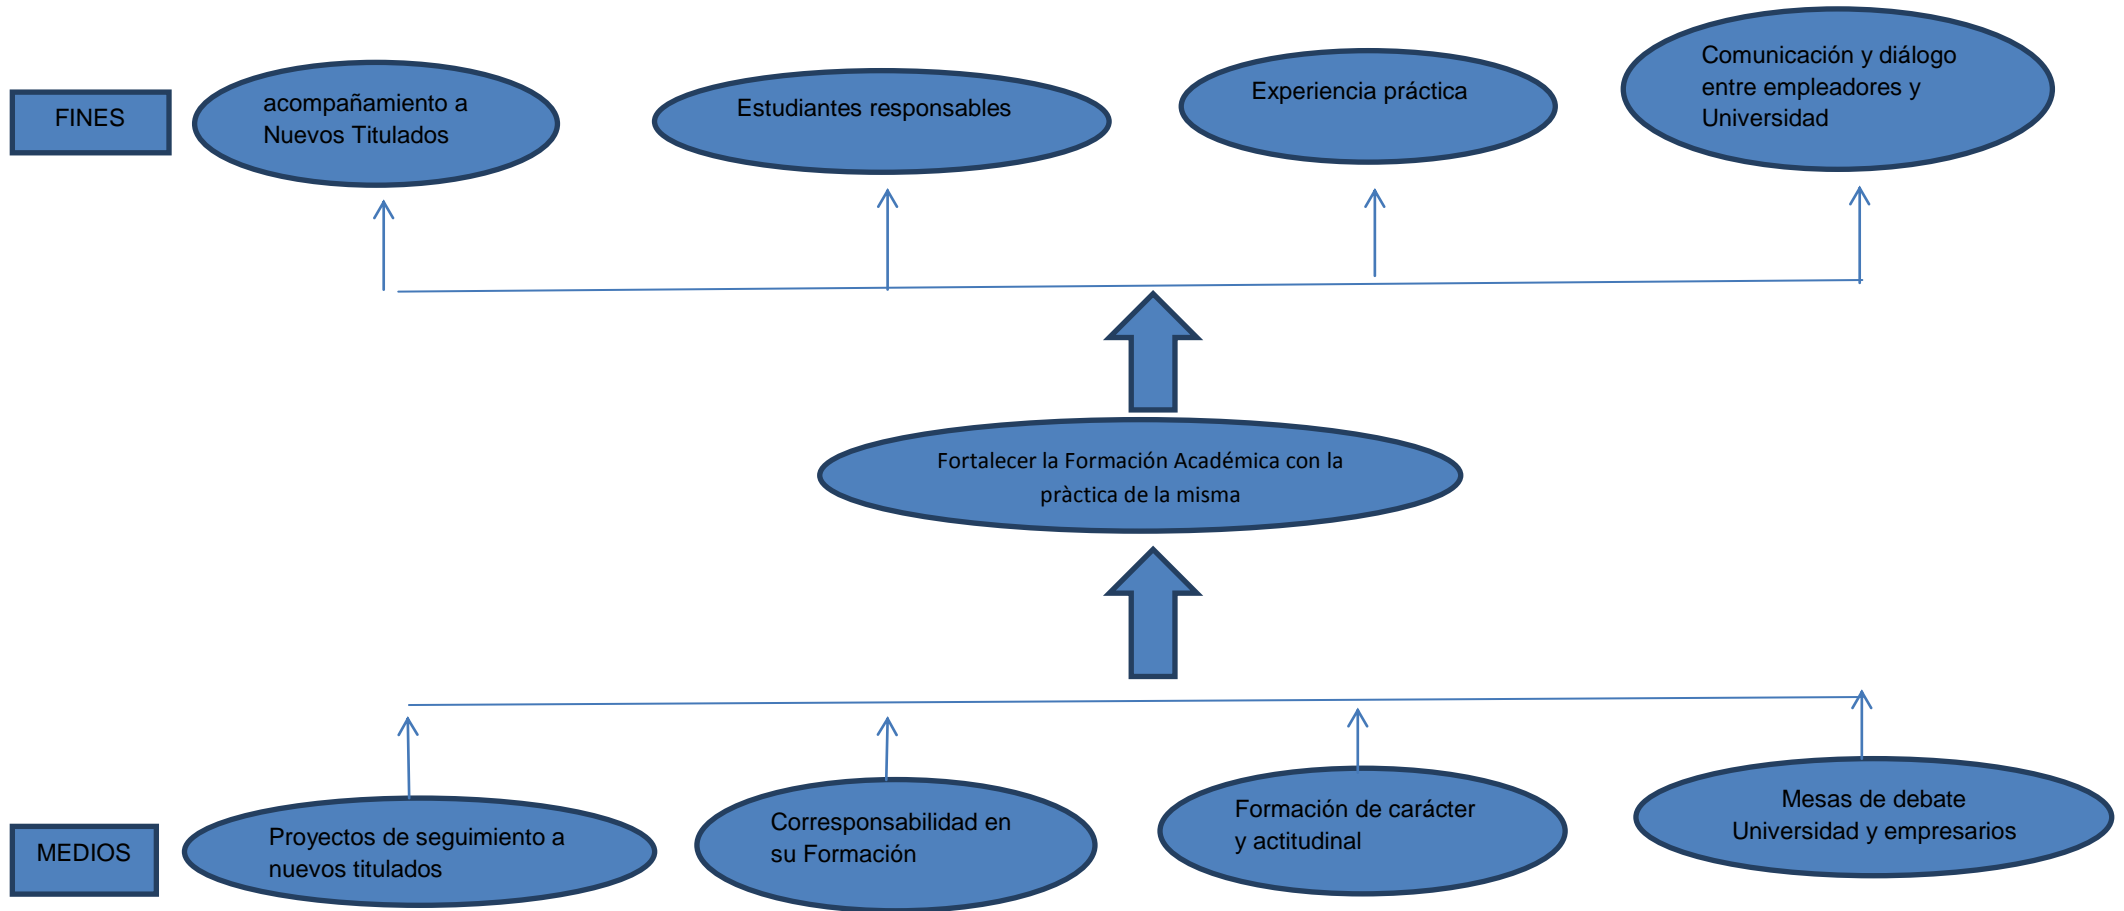 FINES
acompañamiento a
Nuevos Titulados
Estudiantes responsables
Experiencia práctica
Comunicación y diálogo
entre empleadores y
Universidad
Fortalecer la Formación Académica con la
pràctica de la misma
MEDIOS
Proyectos de seguimiento a
nuevos titulados
Corresponsabilidad en
su Formación
Formación de carácter
y actitudinal
Mesas de debate
Universidad y empresarios